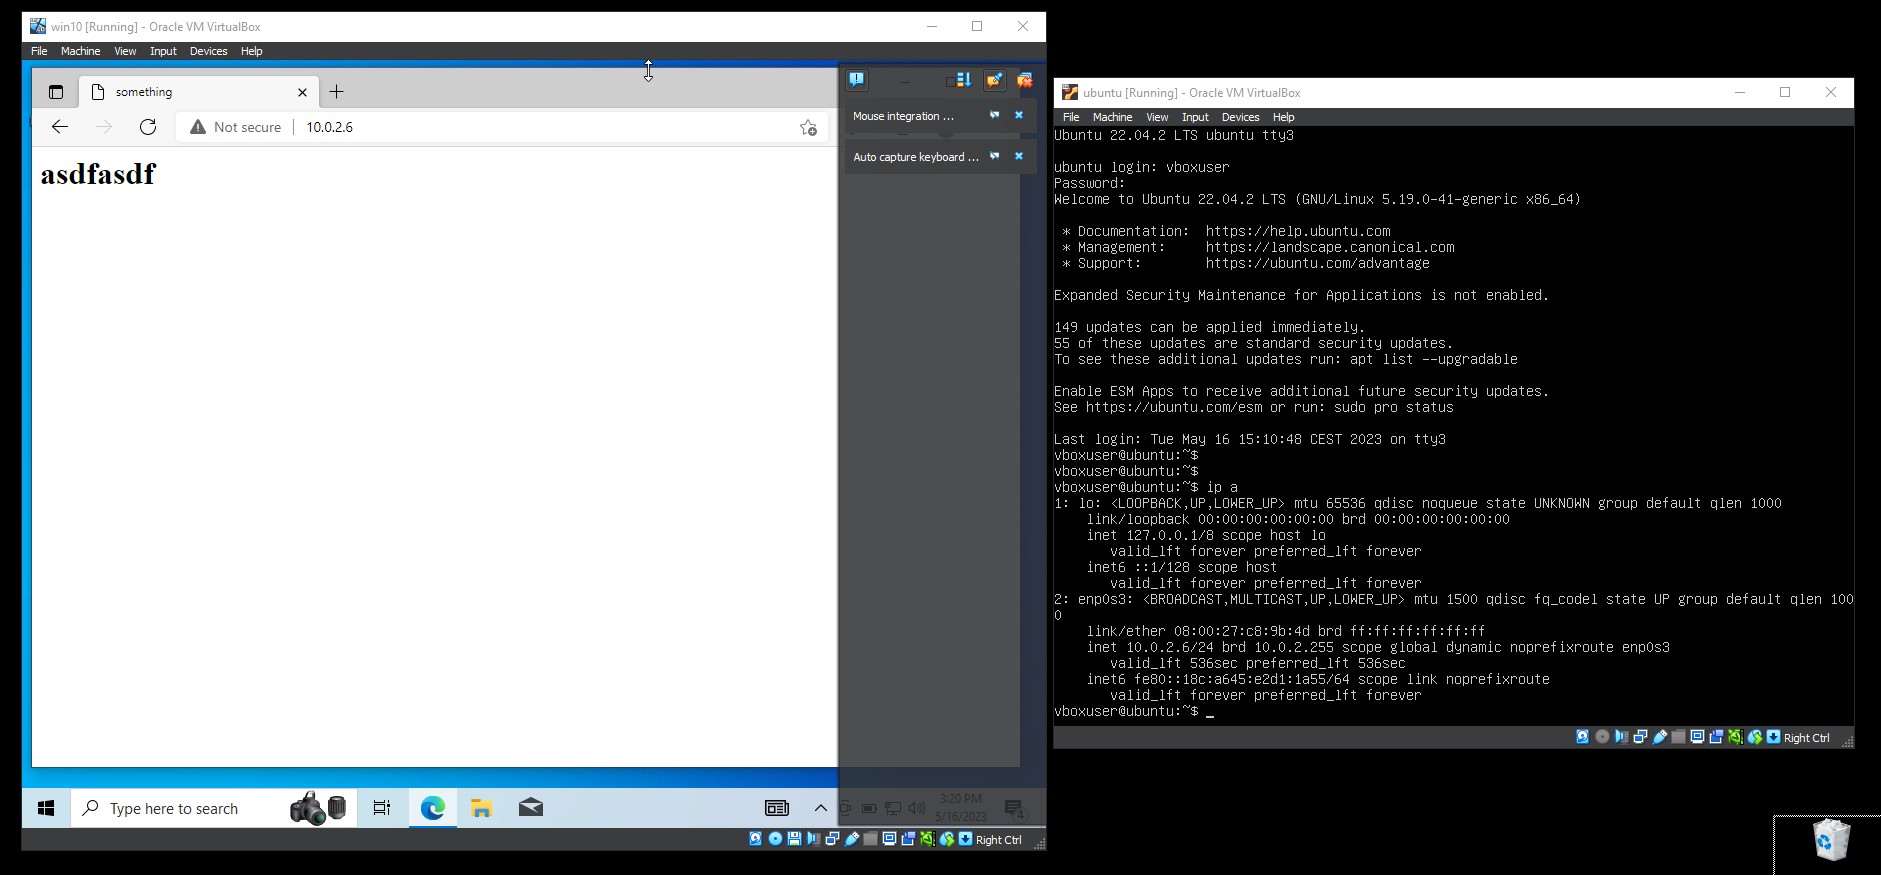 win10 [Running] - Oracle VM VirtualBox
File Machine View Input Devices Help
something
Not secure 10.0.2.6
asdfasdf
Mouse integration ...
Auto capture keyboard ...
Type here to search
3:20 PM
5/16/2023
4
Right Ctrl
ubuntu [Running] - Oracle VM VirtualBox
File Machine View Input Devices Help
Ubuntu 22.04.2 LTS ubuntu tty3
ubuntu login: vboxuser
Password:
Welcome to Ubuntu 22.04.2 LTS (GNU/Linux 5.19.0-41-generic x86_64)
* Documentation: https://help.ubuntu.com
* Management: https://landscape.canonical.com
* Support: https://ubuntu.com/advantage
Expanded Security Maintenance for Applications is not enabled.
149 updates can be applied immediately.
55 of these updates are standard security updates.
To see these additional updates run: apt list --upgradable
Enable ESM Apps to receive additional future security updates.
See https://ubuntu.com/esm or run: sudo pro status
Last login: Tue May 16 15:10:48 CEST 2023 on tty3
vboxuser@ubuntu:~$
vboxuser@ubuntu:~$
vboxuser@ubuntu:~$ ip a
1: lo: <LOOPBACK,UP,LOWER_UP> mtu 65536 qdisc noqueue state UNKNOWN group default qlen 1000
link/loopback 00:00:00:00:00:00 brd 00:00:00:00:00:00
inet 127.0.0.1/8 scope host lo
valid_lft forever preferred_lft forever
inet6 ::1/128 scope host
valid_lft forever preferred_lft forever
2: enp0s3: <BROADCAST,MULTICAST,UP,LOWER_UP> mtu 1500 qdisc fq_codel state UP group default qlen 100
0
link/ether 08:00:27:c8:9b:4d brd ff:ff:ff:ff:ff:ff
inet 10.0.2.6/24 brd 10.0.2.255 scope global dynamic noprefixroute enp0s3
valid_lft 536sec preferred_lft 536sec
inet6 fe80::18c:a645:e2d1:1a55/64 scope link noprefixroute
valid_lft forever preferred_lft forever
vboxuser@ubuntu:~$ _
Right Ctrl